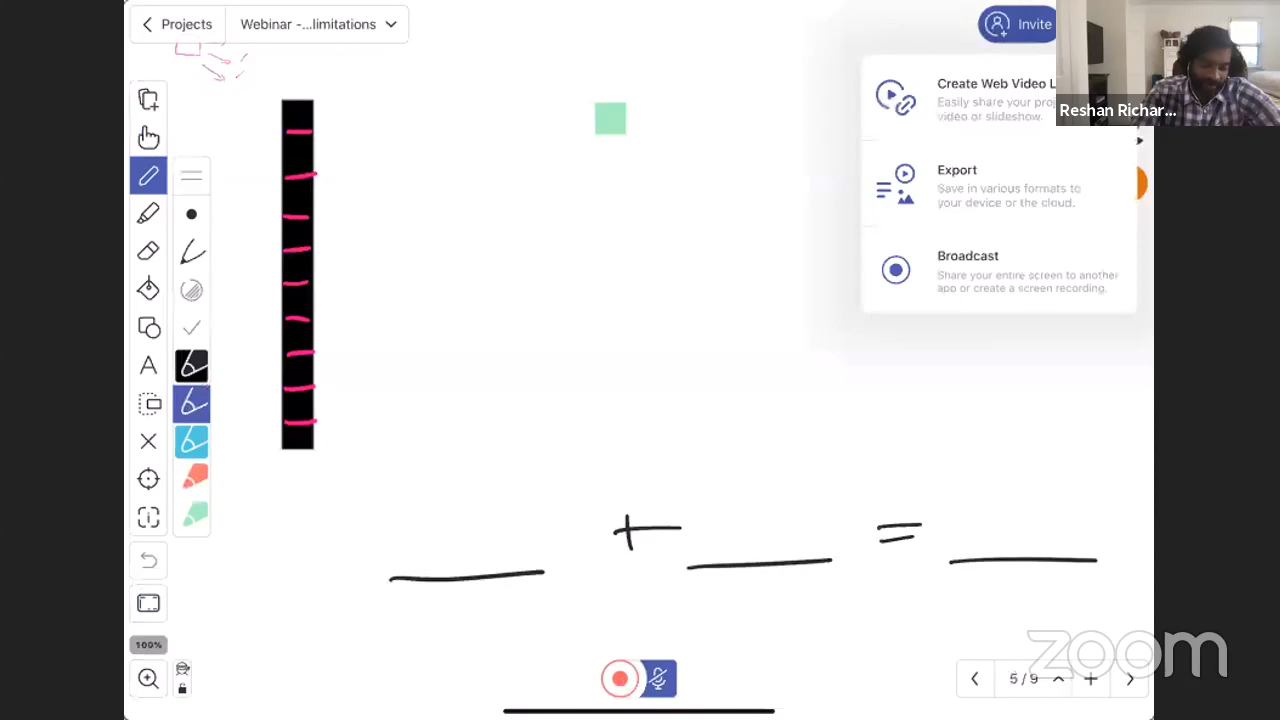 Projects
Webinar -...limitations
Invite
Create Web Video L
Easily share your proj
video or slideshow.
Reshan Richar...
Export
Save in various formats to
your device or the cloud.
Broadcast
Share your entire screen to another
app or create a screen recording.
A
+ =
100%
5 / 9
zoom